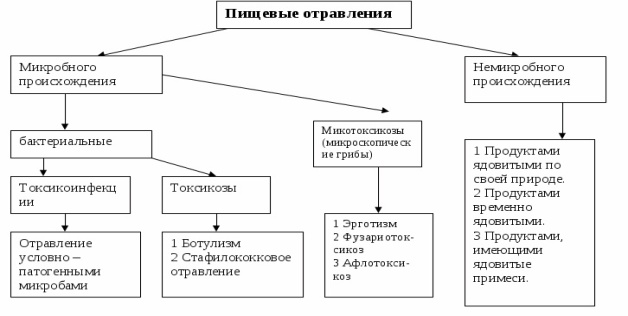 Пищевые отравления
Микробного
происхождения
Немикробного
происхождения
бактериальные
Микотоксикозы
(микроскопичес
кие грибы)
Токсикоинфекц
ии
Токсикозы
1 Продуктами
ядовитыми по
своей природе.
2 Продуктами
временно
ядовитыми.
3 Продуктами,
имеющими
ядовитые
примеси.
Отравление
условно –
патогенными
микробами
1 Ботулизм
2 Стафилококковое
отравление
1 Эрготизм
2 Фузариоток-
сикоз
3 Афлотокси-
коз